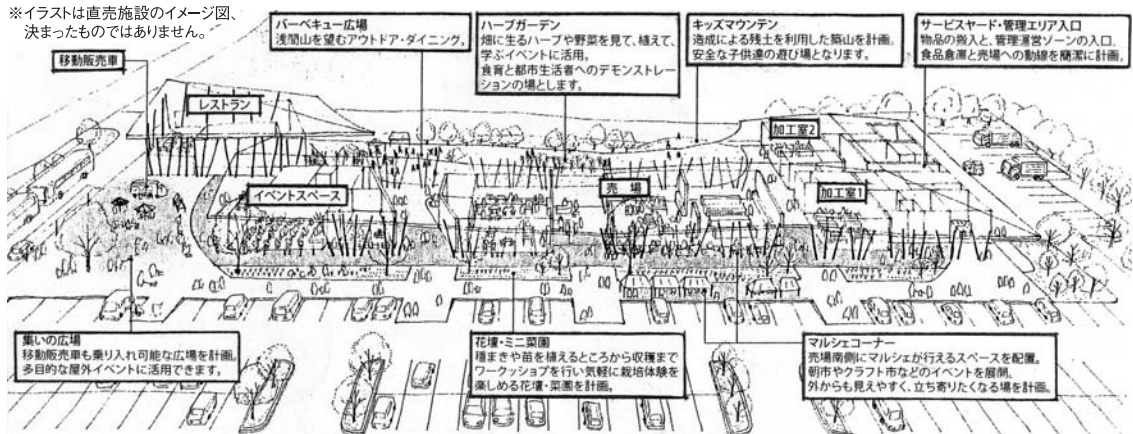 ※イラストは直売施設のイメージ図、
決まったものではありません。
移動販売車
バーベキュー広場
浅間山を望むアウトドア・ダイニング。
ハーブガーデン
畑に生るハーブや野菜を見て、植えて、
学ぶイベントに活用。
食育と都市生活者へのデモンストレー
ションの場とします。
キッズマウンテン
造成による残土を利用した築山を計画。
安全な子供達の遊び場となります。
サービスヤード・管理エリア入口
物品の搬入と、管理運営ゾーンの入口。
食品倉庫と売場への動線を簡潔に計画。
レストラン
加工室2
イベントスペース
売場
加工室1
集いの広場
移動販売車も乗り入れ可能な広場を計画。
多目的な屋外イベントに活用できます。
花壇・ミニ菜園
種まきや苗を植えるところから収穫まで
ワークショップを行い気軽に栽培体験を
楽しめる花壇・菜園を計画。
マルシェコーナー
売場南側にマルシェが行えるスペースを配置。
朝市やクラフト市などのイベントを展開。
外からも見えやすく、立ち寄りたくなる場を計画。